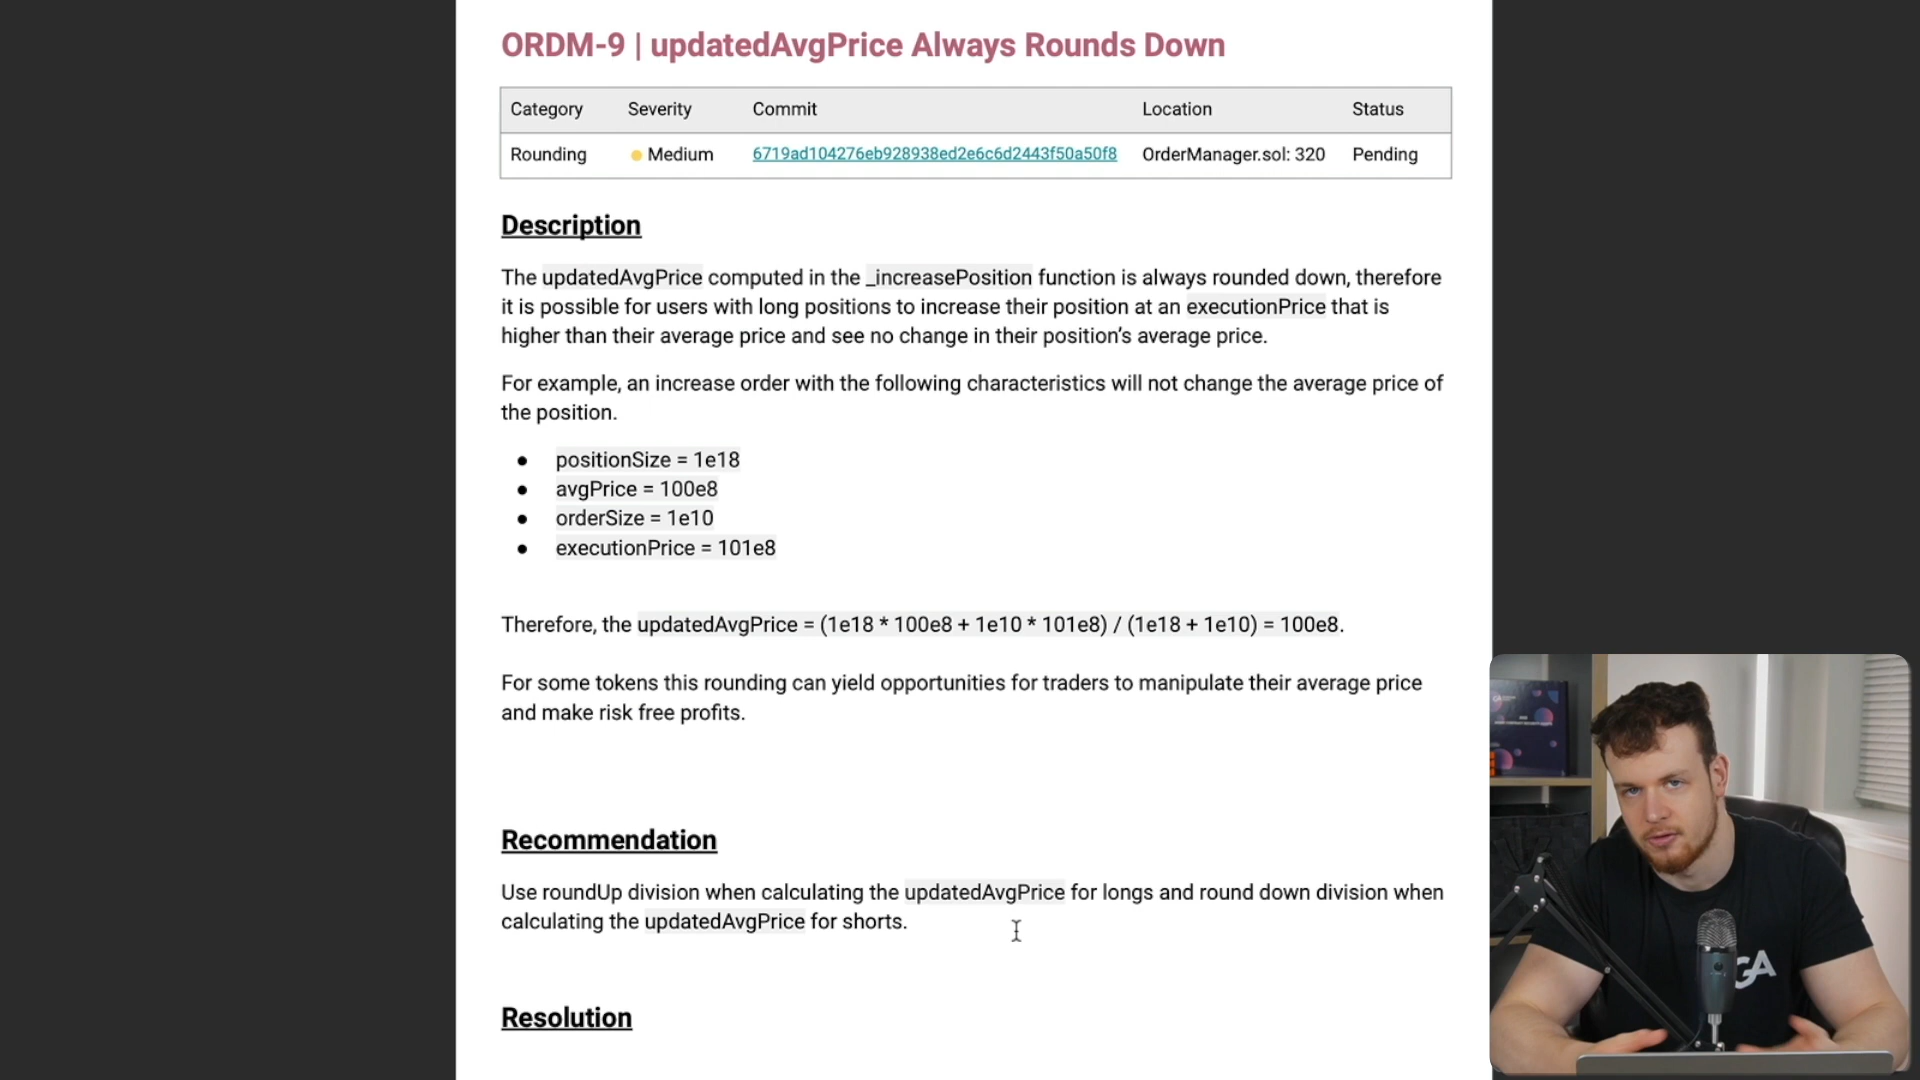 ORDM-9 | updatedAvgPrice Always Rounds Down
Category Severity Commit Location Status
Rounding Medium 6719ad104276eb928938ed2e6c6d2443f50a50f8 OrderManager.sol: 320 Pending
Description
The updatedAvgPrice computed in the _increasePosition function is always rounded down, therefore
it is possible for users with long positions to increase their position at an executionPrice that is
higher than their average price and see no change in their position’s average price.
For example, an increase order with the following characteristics will not change the average price of
the position.
● positionSize = 1e18
● avgPrice = 100e8
● orderSize = 1e10
● executionPrice = 101e8
Therefore, the updatedAvgPrice = (1e18 * 100e8 + 1e10 * 101e8) / (1e18 + 1e10) = 100e8.
For some tokens this rounding can yield opportunities for traders to manipulate their average price
and make risk free profits.
Recommendation
Use roundUp division when calculating the updatedAvgPrice for longs and round down division when
calculating the updatedAvgPrice for shorts.
Resolution
GA